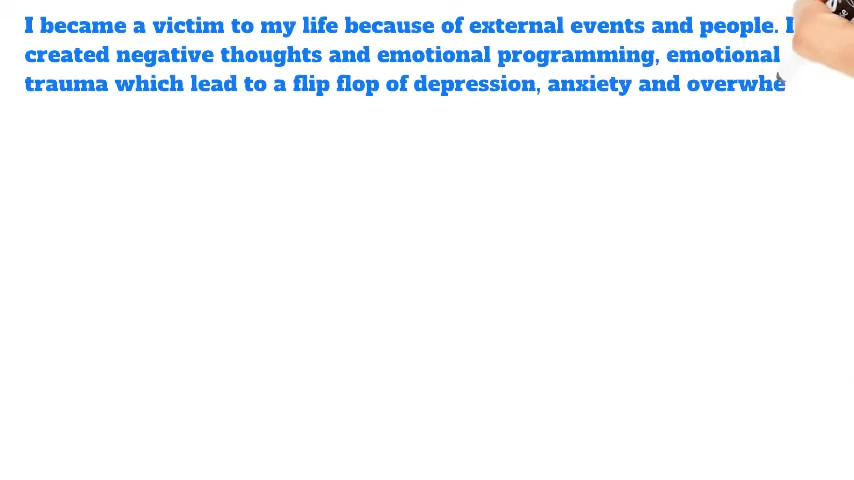 I became a victim to my life because of external events and people. I
created negative thoughts and emotional programming, emotional
trauma which lead to a flip flop of depression, anxiety and overwhe